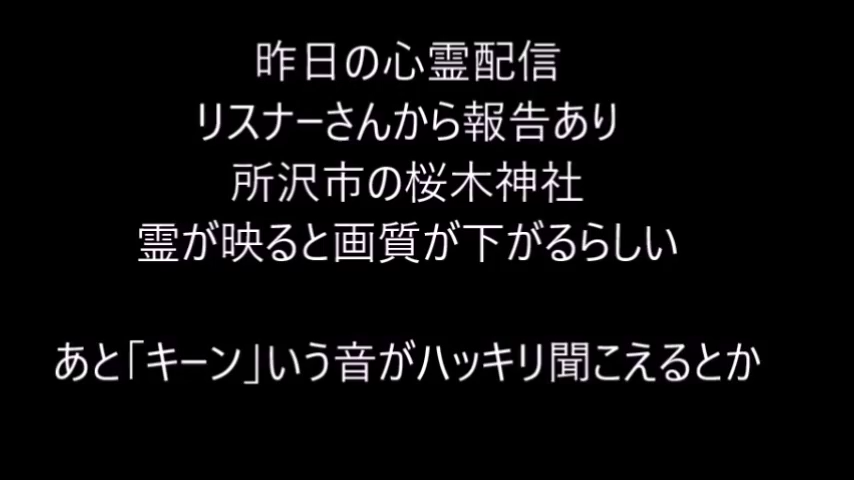 昨日の心霊配信
リスナーさんから報告あり
所沢市の桜木神社
霊が映ると画質が下がるらしい
あと「キーン」いう音がハッキリ聞こえるとか